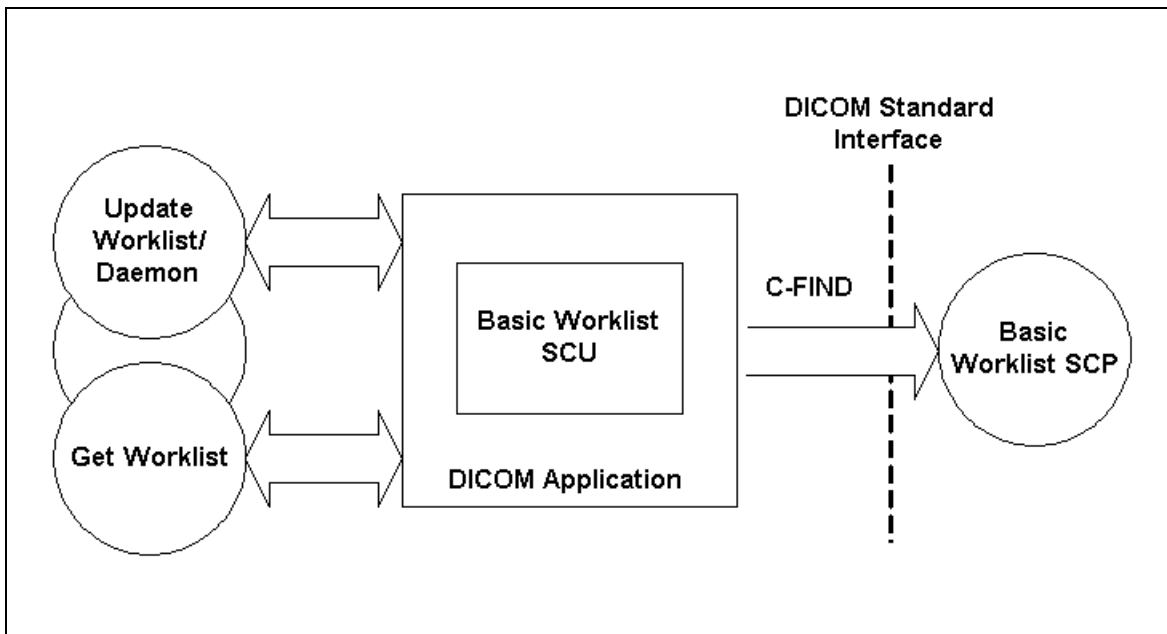 DICOM Standard
Interface
Update
Worklist/
Daemon
C-FIND
Basic Worklist
SCU
Basic
Worklist SCP
Get Worklist
DICOM Application